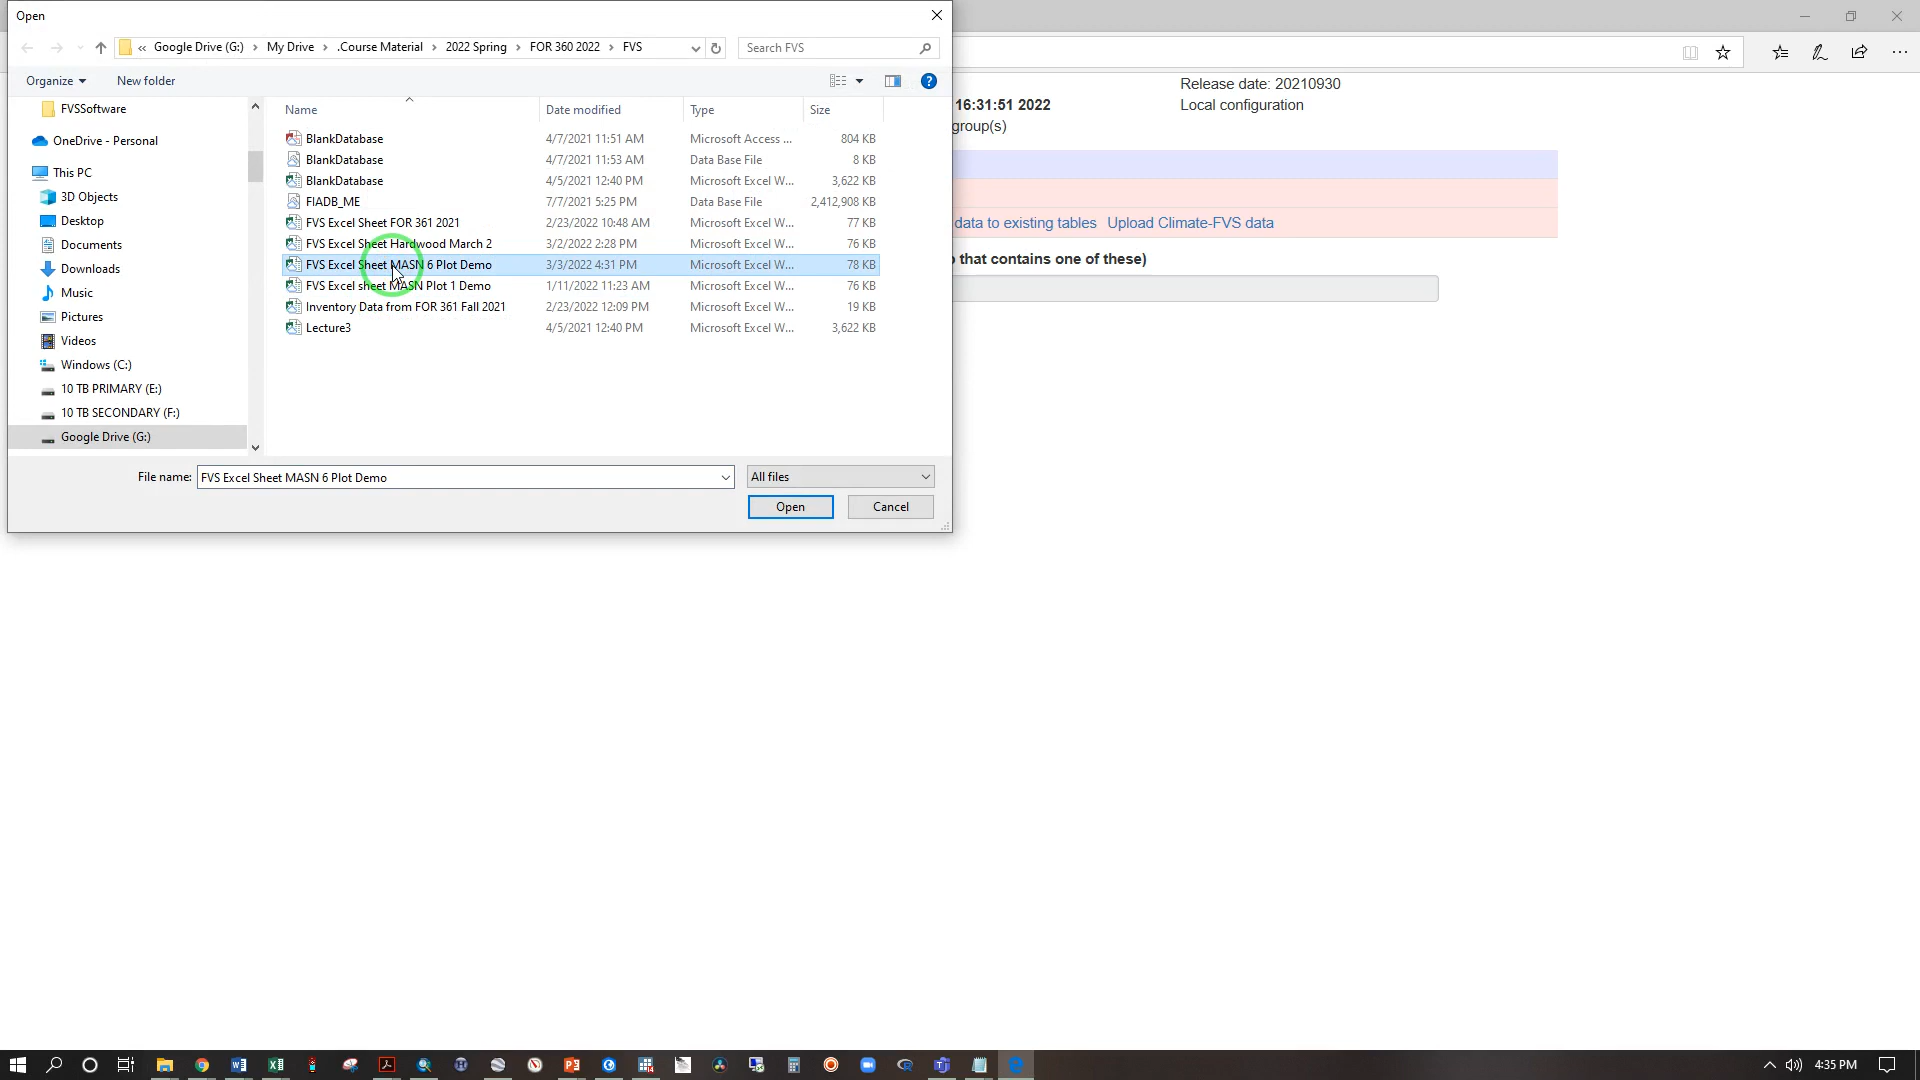 Open
« Google Drive (G:) > My Drive > .Course Material > 2022 Spring > FOR 360 2022 > FVS
Search FVS
Organize
New folder
Name
Date modified
Type
Size
FVSSoftware
OneDrive - Personal
This PC
3D Objects
Desktop
Documents
Downloads
Music
Pictures
Videos
Windows (C:)
10 TB PRIMARY (E:)
10 TB SECONDARY (F:)
Google Drive (G:)
BlankDatabase 4/7/2021 11:51 AM Microsoft Access ... 804 KB
BlankDatabase 4/7/2021 11:53 AM Data Base File 8 KB
BlankDatabase 4/5/2021 12:40 PM Microsoft Excel W... 3,622 KB
FIADB_ME 7/7/2021 5:25 PM Data Base File 2,412,908 KB
FVS Excel Sheet FOR 361 2021 2/23/2022 10:48 AM Microsoft Excel W... 77 KB
FVS Excel Sheet Hardwood March 2 3/2/2022 2:28 PM Microsoft Excel W... 76 KB
FVS Excel Sheet MASN 6 Plot Demo 3/3/2022 4:31 PM Microsoft Excel W... 78 KB
FVS Excel sheet MASN Plot 1 Demo 1/11/2022 11:23 AM Microsoft Excel W... 76 KB
Inventory Data from FOR 361 Fall 2021 2/23/2022 12:09 PM Microsoft Excel W... 19 KB
Lecture3 4/5/2021 12:40 PM Microsoft Excel W... 3,622 KB
File name: FVS Excel Sheet MASN 6 Plot Demo
All files
Open
Cancel
Release date: 20210930
16:31:51 2022
Local configuration
group(s)
data to existing tables Upload Climate-FVS data
that contains one of these)
4:35 PM